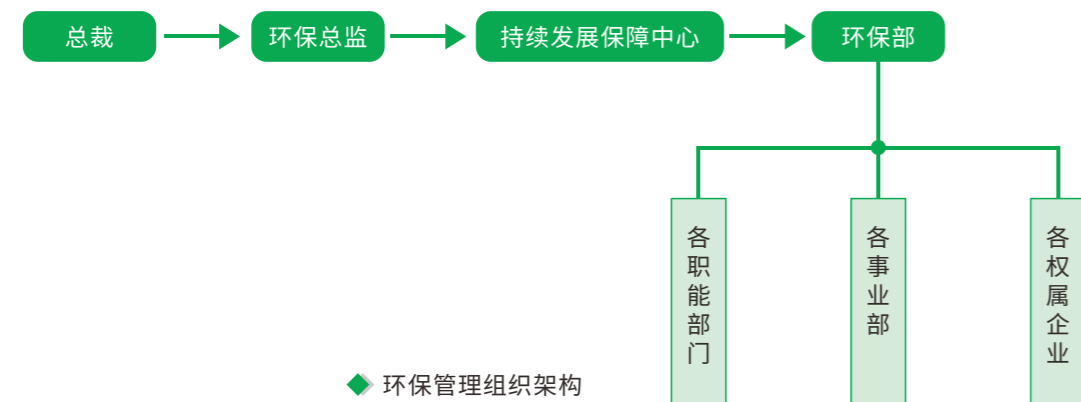 总裁
环保总监
持续发展保障中心
环保部
各职能部门
各事业部
各权属企业
环保管理组织架构